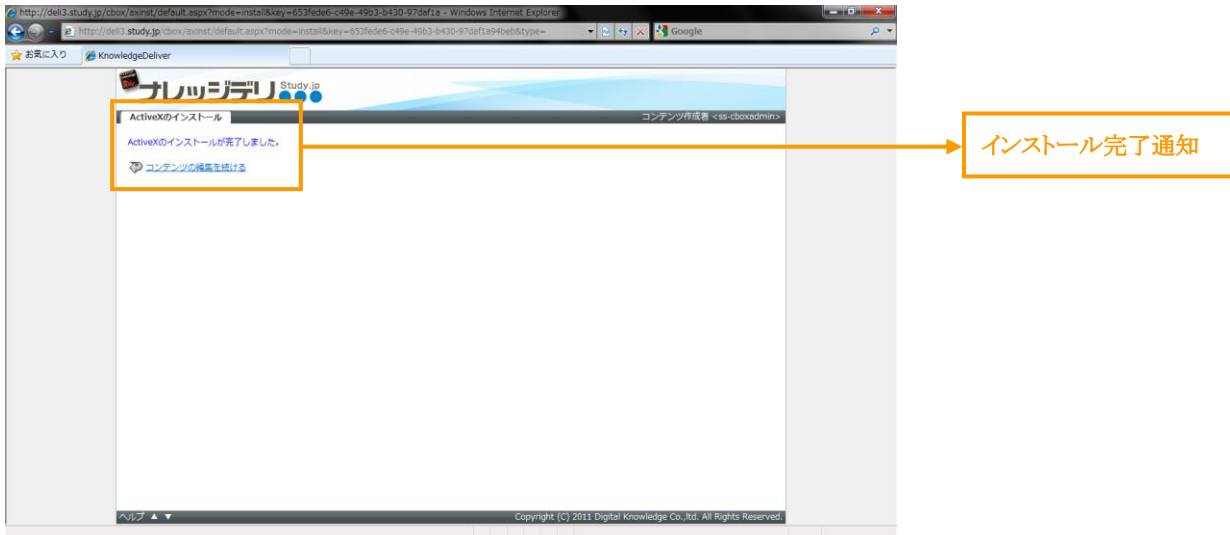 http://deli3.study.jp/cbox/axinst/default.aspx?mode=install&key=653fede6-c49e-49b3-b430-97daf1a - Windows Internet Explorer
http://deli3.study.jp/cbox/axinst/default.aspx?mode=install&key=653fede6-c49e-49b3-b430-97daf1a94beb&type=
Google
お気に入り
KnowledgeDeliver
ナレッジデリ Study.jp
ActiveXのインストール
コンテンツ作成者 <ss-cboxadmin>
ActiveXのインストールが完了しました。
コンテンツの編集を続ける
インストール完了通知
ヘルプ ▲ ▼
Copyright (C) 2011 Digital Knowledge Co.,ltd. All Rights Reserved.